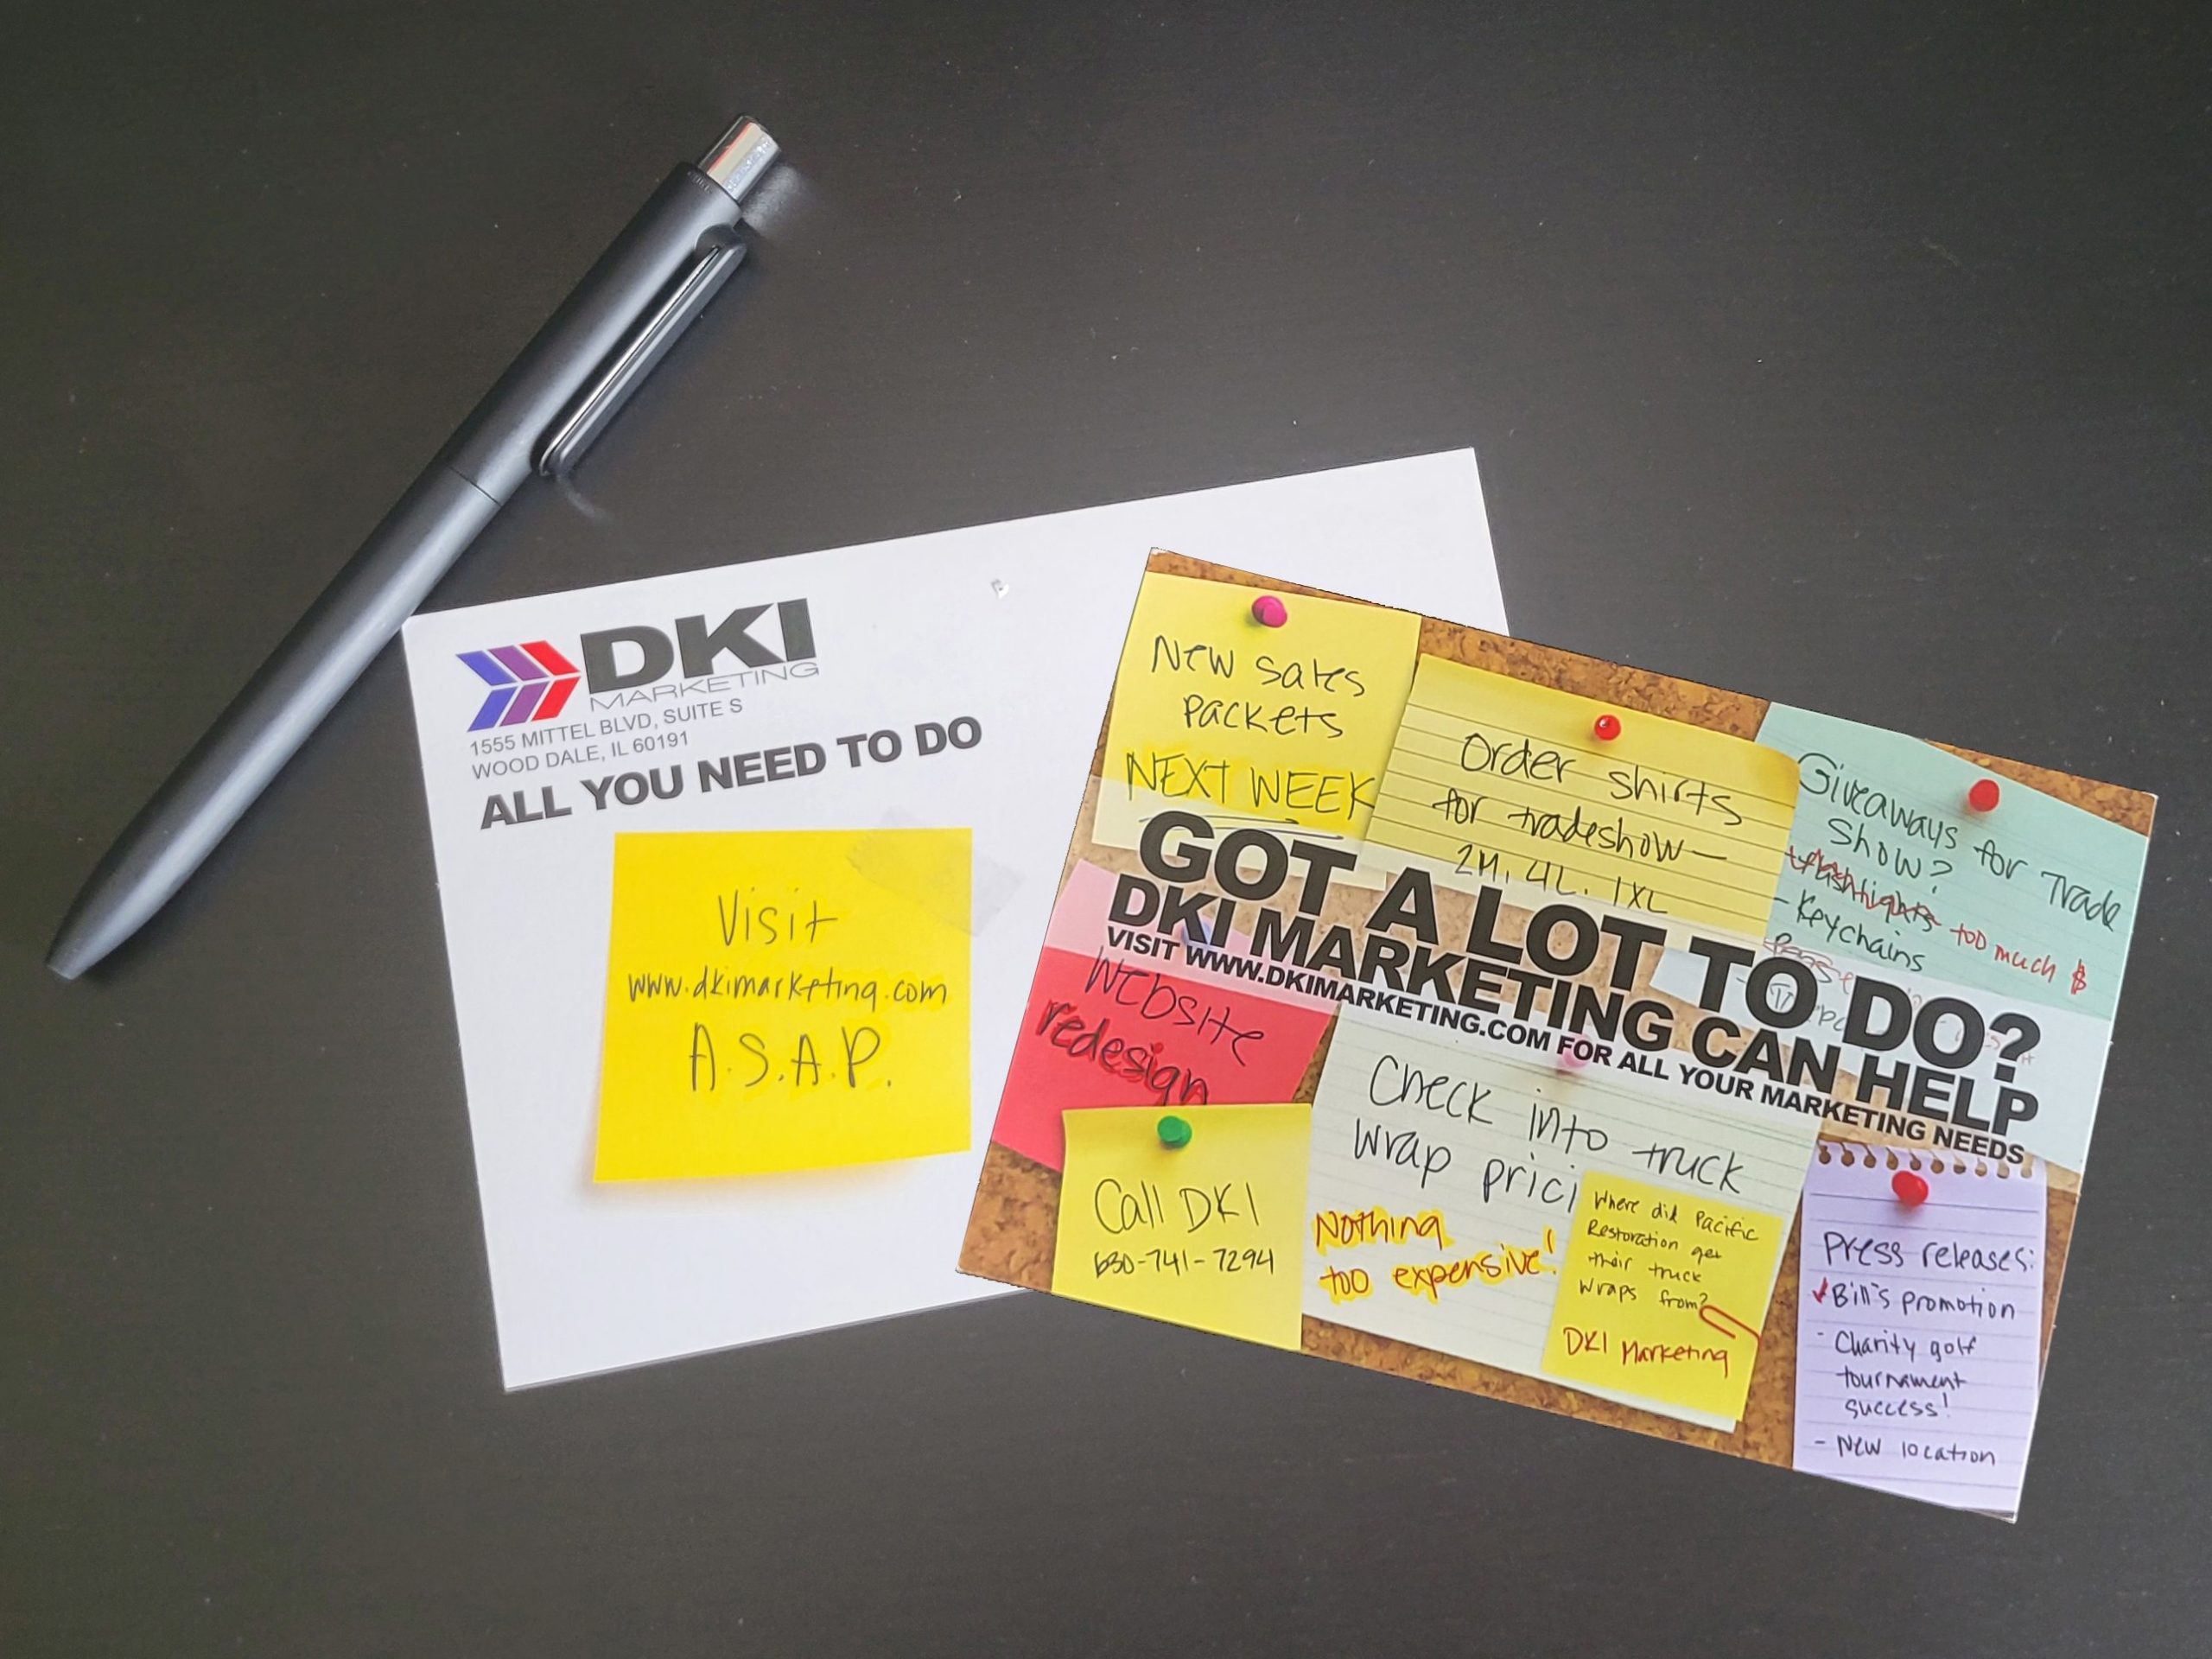 DKI
MARKETING
1555 MITTEL BLVD, SUITE S
WOOD DALE, IL 60191
ALL YOU NEED TO DO
Visit
www.dkimarketing.com
A.S.A.P.
New sales
packets
NEXT WEEK
Order shirts
for tradeshow—
2M, 4L, 1XL
Giveaways for Trade
Show?
- flashlights too much $
- Keychains
GOT A LOT TO DO?
DKI MARKETING CAN HELP
VISIT WWW.DKIMARKETING.COM FOR ALL YOUR MARKETING NEEDS
Website
redesign
Call DKI
630-741-7294
Check into truck
wrap prici
Nothing
too expensive!
Where did Pacific
Restoration get
their truck
wraps from?
DKI Marketing
Press releases:
Bill's promotion
- Charity golf
tournament
success!
- New location